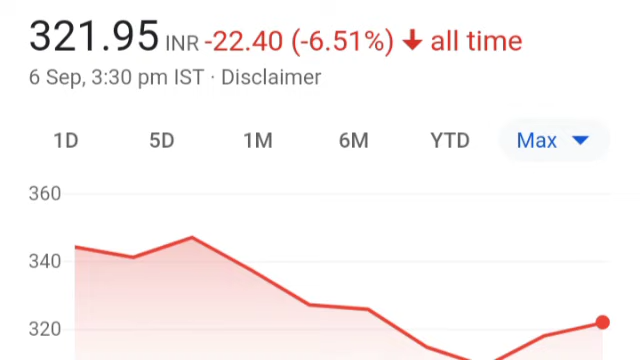 321.95 INR -22.40 (-6.51%) ↓ all time
6 Sep, 3:30 pm IST · Disclaimer
1D 5D 1M 6M YTD Max
360
340
320